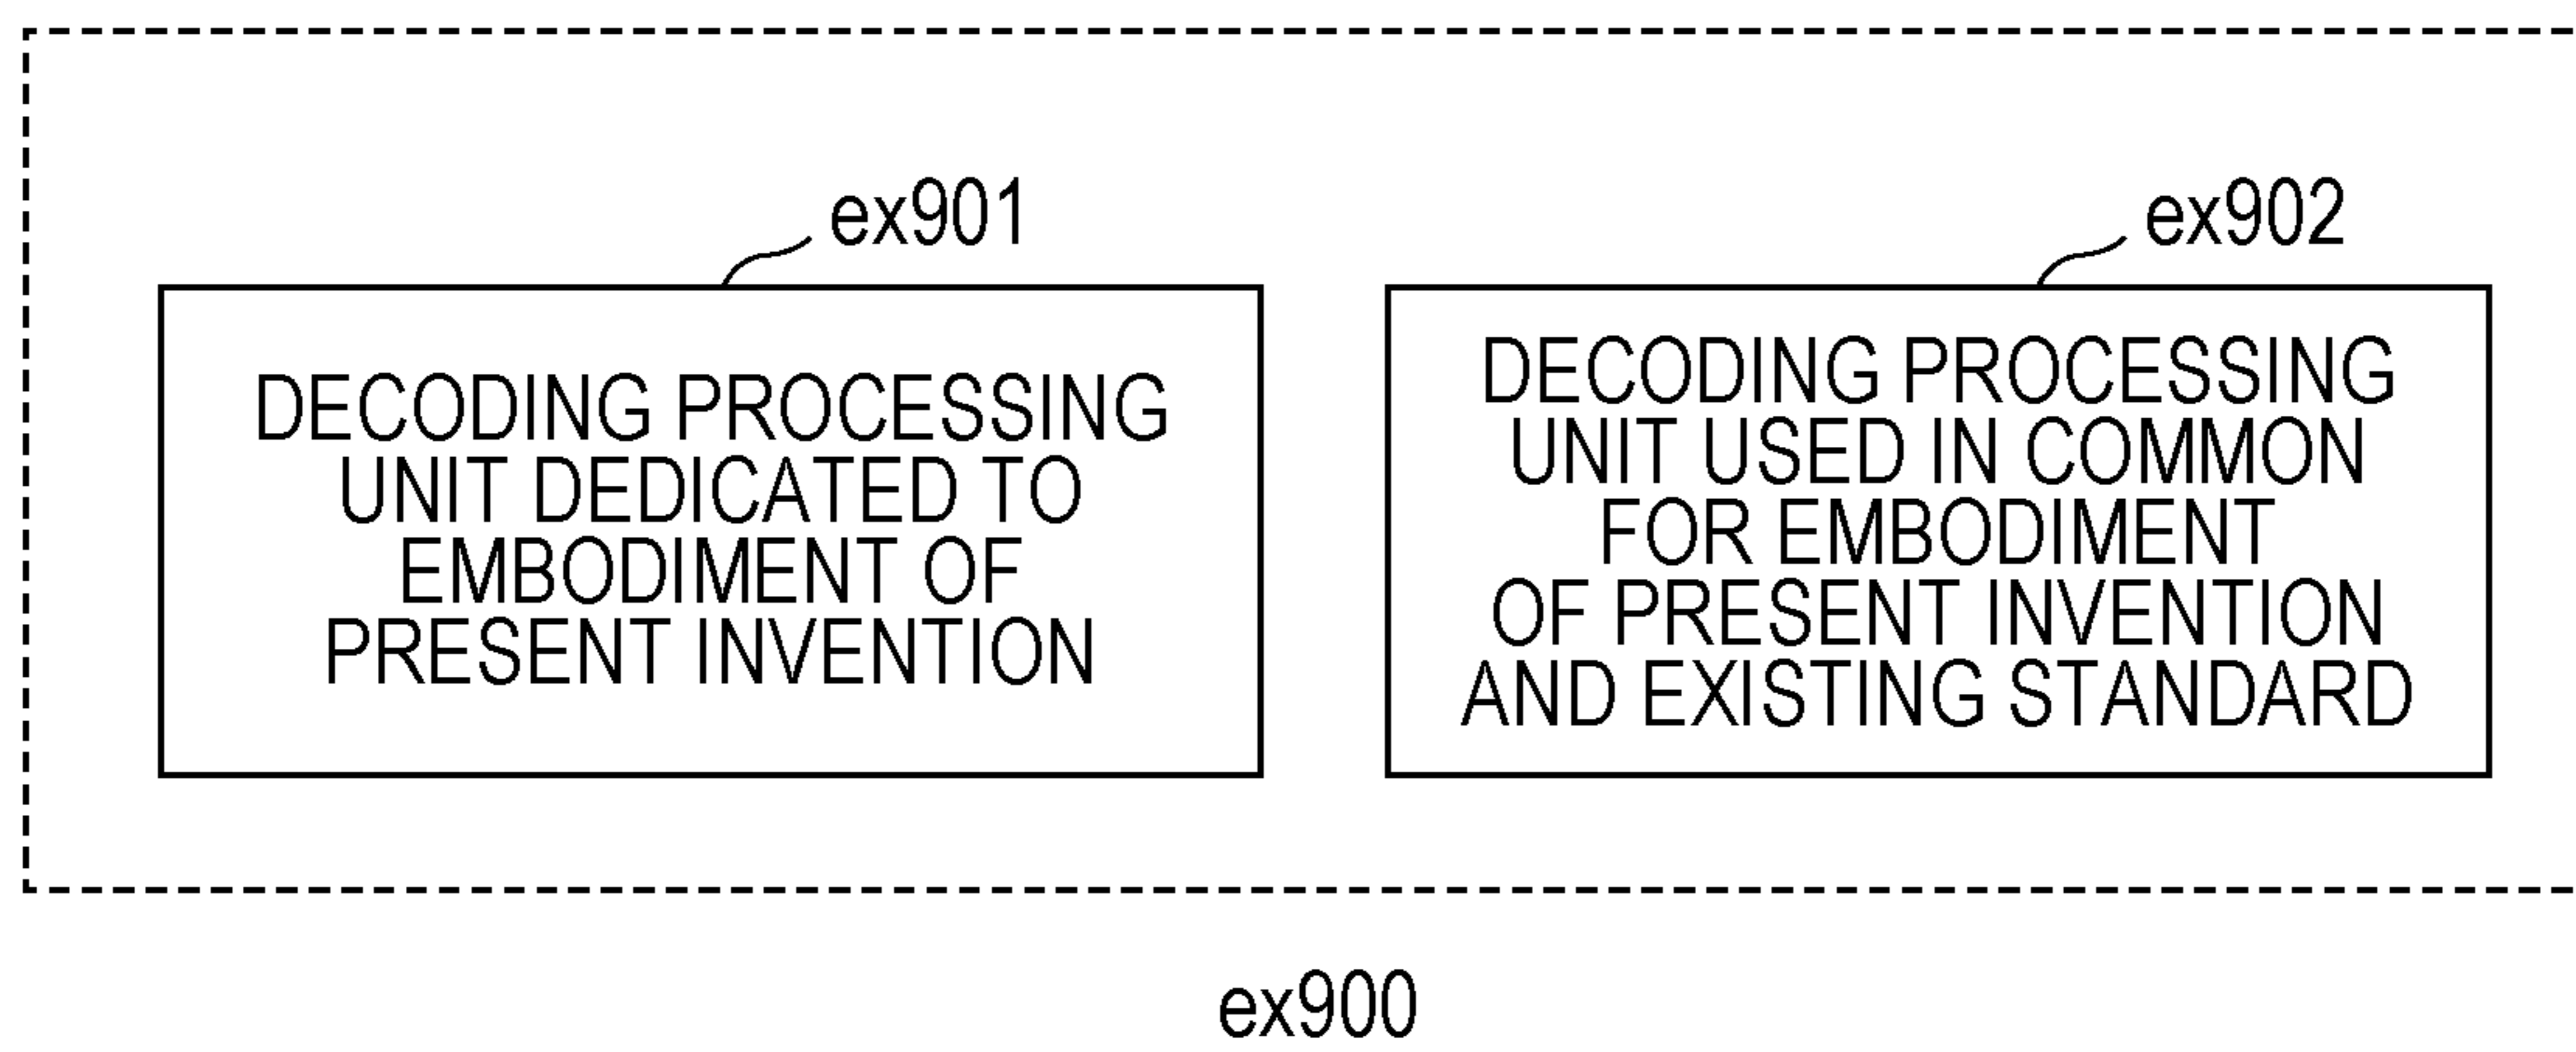 ex901
DECODING PROCESSING
UNIT DEDICATED TO
EMBODIMENT OF
PRESENT INVENTION
ex902
DECODING PROCESSING
UNIT USED IN COMMON
FOR EMBODIMENT
OF PRESENT INVENTION
AND EXISTING STANDARD
ex900